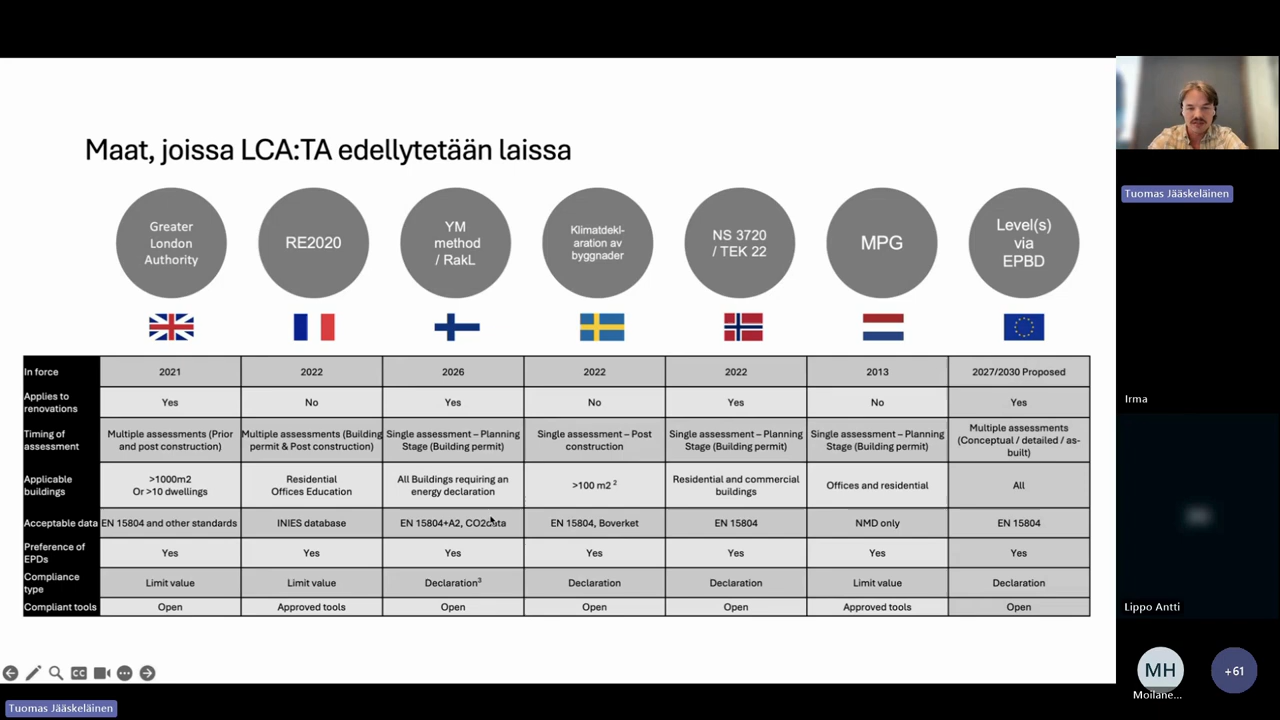 Maat, joissa LCA:TA edellytetään laissa
Greater
London
Authority
RE2020
YM
method
/ RakL
Klimatdekl-
aration av
byggnader
NS 3720
/ TEK 22
MPG
Level(s)
via
EPBD
In force
2021
2022
2026
2022
2022
2013
2027/2030 Proposed
Applies to
renovations
Yes
No
Yes
No
Yes
No
Yes
Timing of
assessment
Multiple assessments (Prior
and post construction)
Multiple assessments (Building
permit & Post construction)
Single assessment – Planning
Stage (Building permit)
Single assessment – Post
construction
Single assessment – Planning
Stage (Building permit)
Single assessment – Planning
Stage (Building permit)
Multiple assessments
(Conceptual / detailed / as-
built)
Applicable
buildings
>1000m2
Or >10 dwellings
Residential
Offices Education
All Buildings requiring an
energy declaration
>100 m2 ²
Residential and commercial
buildings
Offices and residential
All
Acceptable data
EN 15804 and other standards
INIES database
EN 15804+A2, CO2data
EN 15804, Boverket
EN 15804
NMD only
EN 15804
Preference of
EPDs
Yes
Yes
Yes
Yes
Yes
Yes
Yes
Compliance
type
Limit value
Limit value
Declaration³
Declaration
Declaration
Limit value
Declaration
Compliant tools
Open
Approved tools
Open
Open
Open
Approved tools
Open
CC
Tuomas Jääskeläinen
Tuomas Jääskeläinen
Irma
Lippo Antti
MH
Moilane...
+61